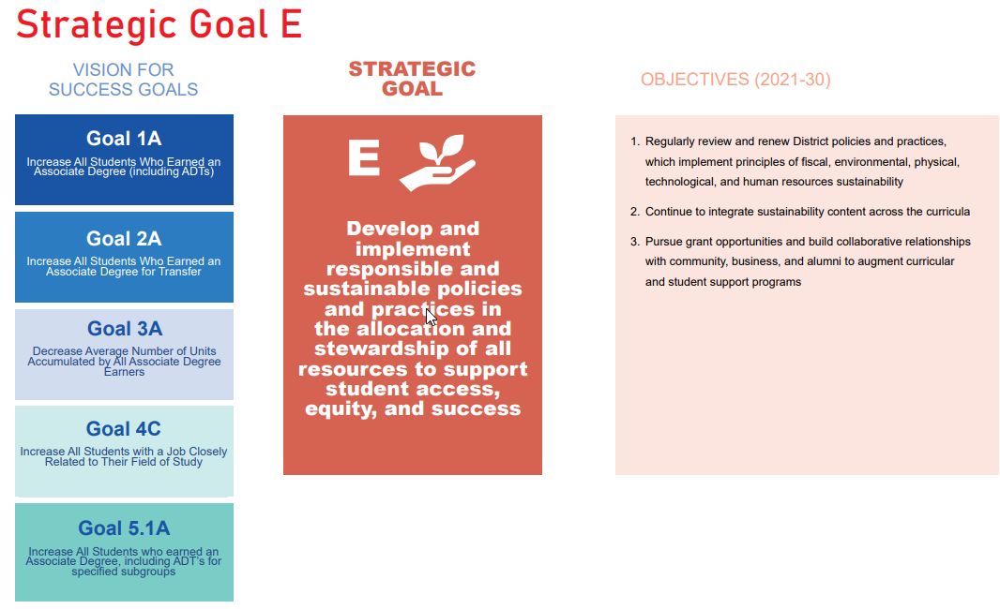 Strategic Goal E
VISION FOR
SUCCESS GOALS
Goal 1A
Increase All Students Who Earned an
Associate Degree (including ADTs)
Goal 2A
Increase All Students Who Earned an
Associate Degree for Transfer
Goal 3A
Decrease Average Number of Units
Accumulated by All Associate Degree
Earners
Goal 4C
Increase All Students with a Job Closely
Related to Their Field of Study
Goal 5.1A
Increase All Students who earned an
Associate Degree, including ADT's for
specified subgroups
STRATEGIC
GOAL
E
Develop and
implement
responsible and
sustainable policies
and practices in
the allocation and
stewardship of all
resources to support
student access,
equity, and success
OBJECTIVES (2021-30)
1. Regularly review and renew District policies and practices,
which implement principles of fiscal, environmental, physical,
technological, and human resources sustainability
2. Continue to integrate sustainability content across the curricula
3. Pursue grant opportunities and build collaborative relationships
with community, business, and alumni to augment curricular
and student support programs